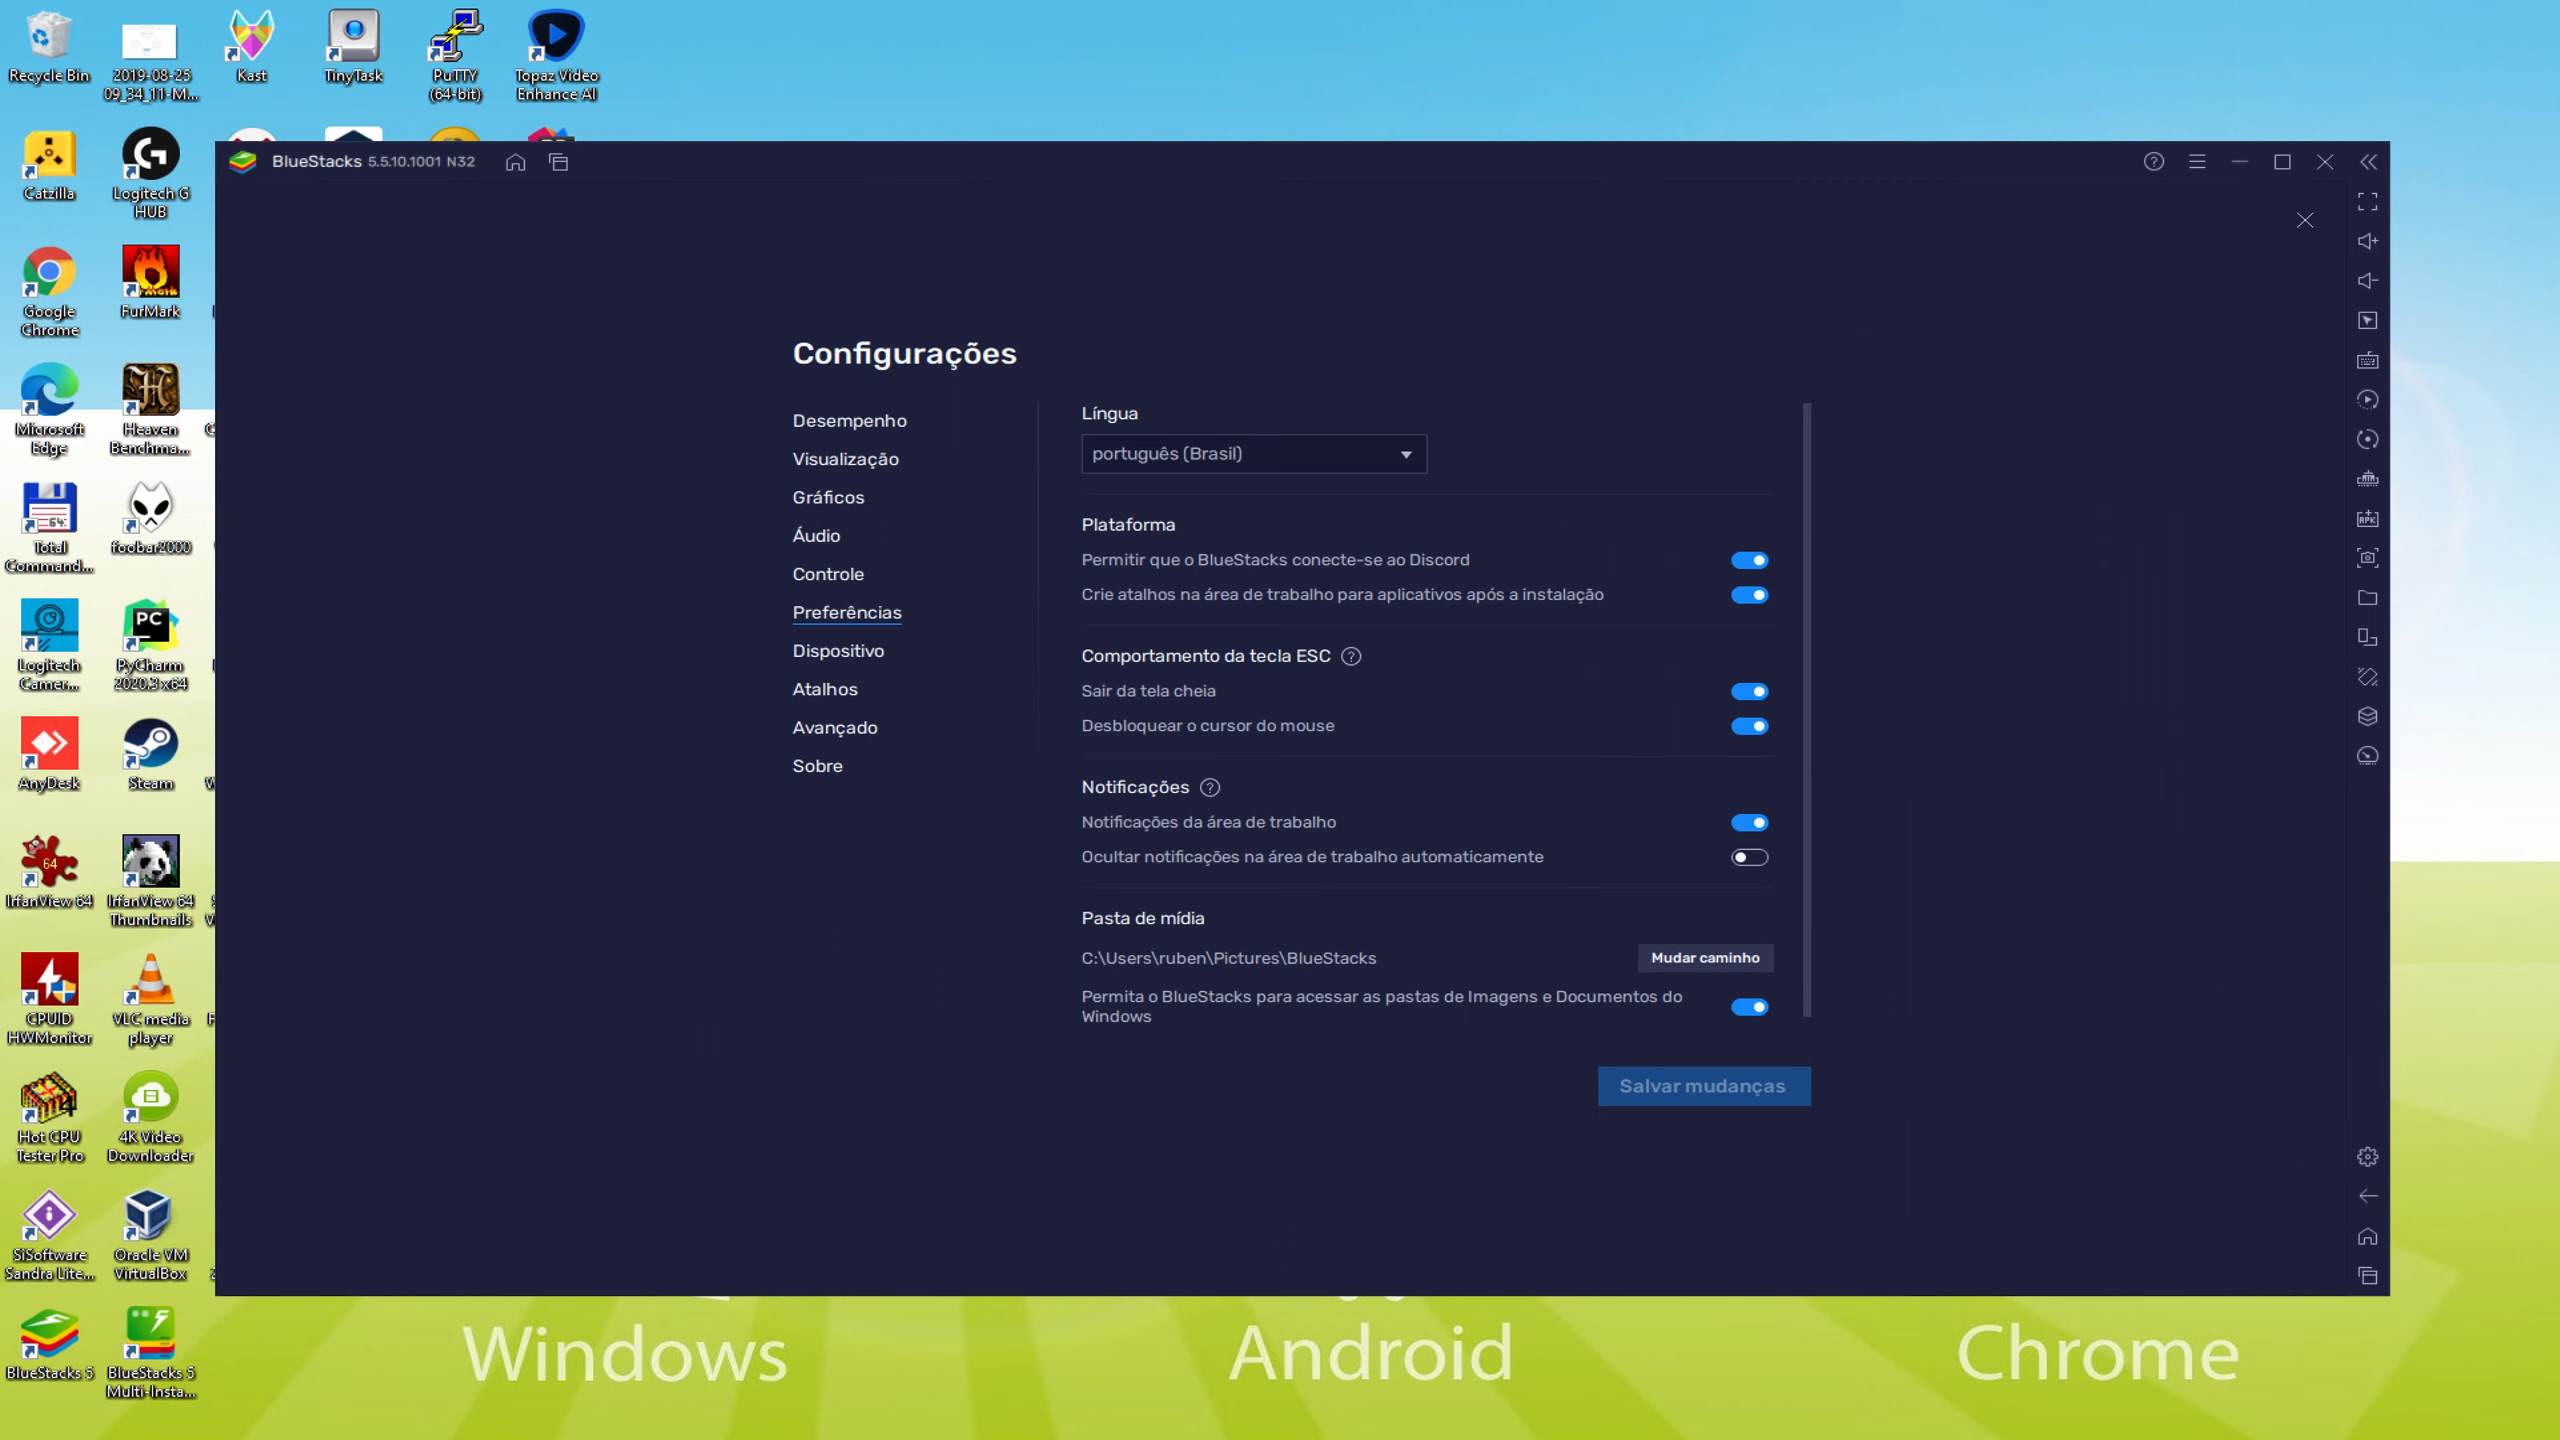 Recycle Bin
2019-08-25
09_34_11-M...
Kast
TinyTask
PuTTY
(64-bit)
Topaz Video
Enhance AI
Catzilla
Logitech G
HUB
Google
Chrome
FurMark
Microsoft
Edge
Heaven
Benchma...
Total
Command...
foobar2000
Logitech
Camer...
PyCharm
2020.3 x64
AnyDesk
Steam
IrfanView 64
IrfanView 64
Thumbnails
CPUID
HWMonitor
VLC media
player
Hot CPU
Tester Pro
4K Video
Downloader
SiSoftware
Sandra Lite...
Oracle VM
VirtualBox
BlueStacks 5
BlueStacks 5
Multi-Insta...
BlueStacks 5.5.10.1001 N32
Configurações
Desempenho
Visualização
Gráficos
Áudio
Controle
Preferências
Dispositivo
Atalhos
Avançado
Sobre
Língua
português (Brasil)
Plataforma
Permitir que o BlueStacks conecte-se ao Discord
Crie atalhos na área de trabalho para aplicativos após a instalação
Comportamento da tecla ESC
Sair da tela cheia
Desbloquear o cursor do mouse
Notificações
Notificações da área de trabalho
Ocultar notificações na área de trabalho automaticamente
Pasta de mídia
C:\Users\ruben\Pictures\BlueStacks
Mudar caminho
Permita o BlueStacks para acessar as pastas de Imagens e Documentos do
Windows
Salvar mudanças
Windows
Android
Chrome